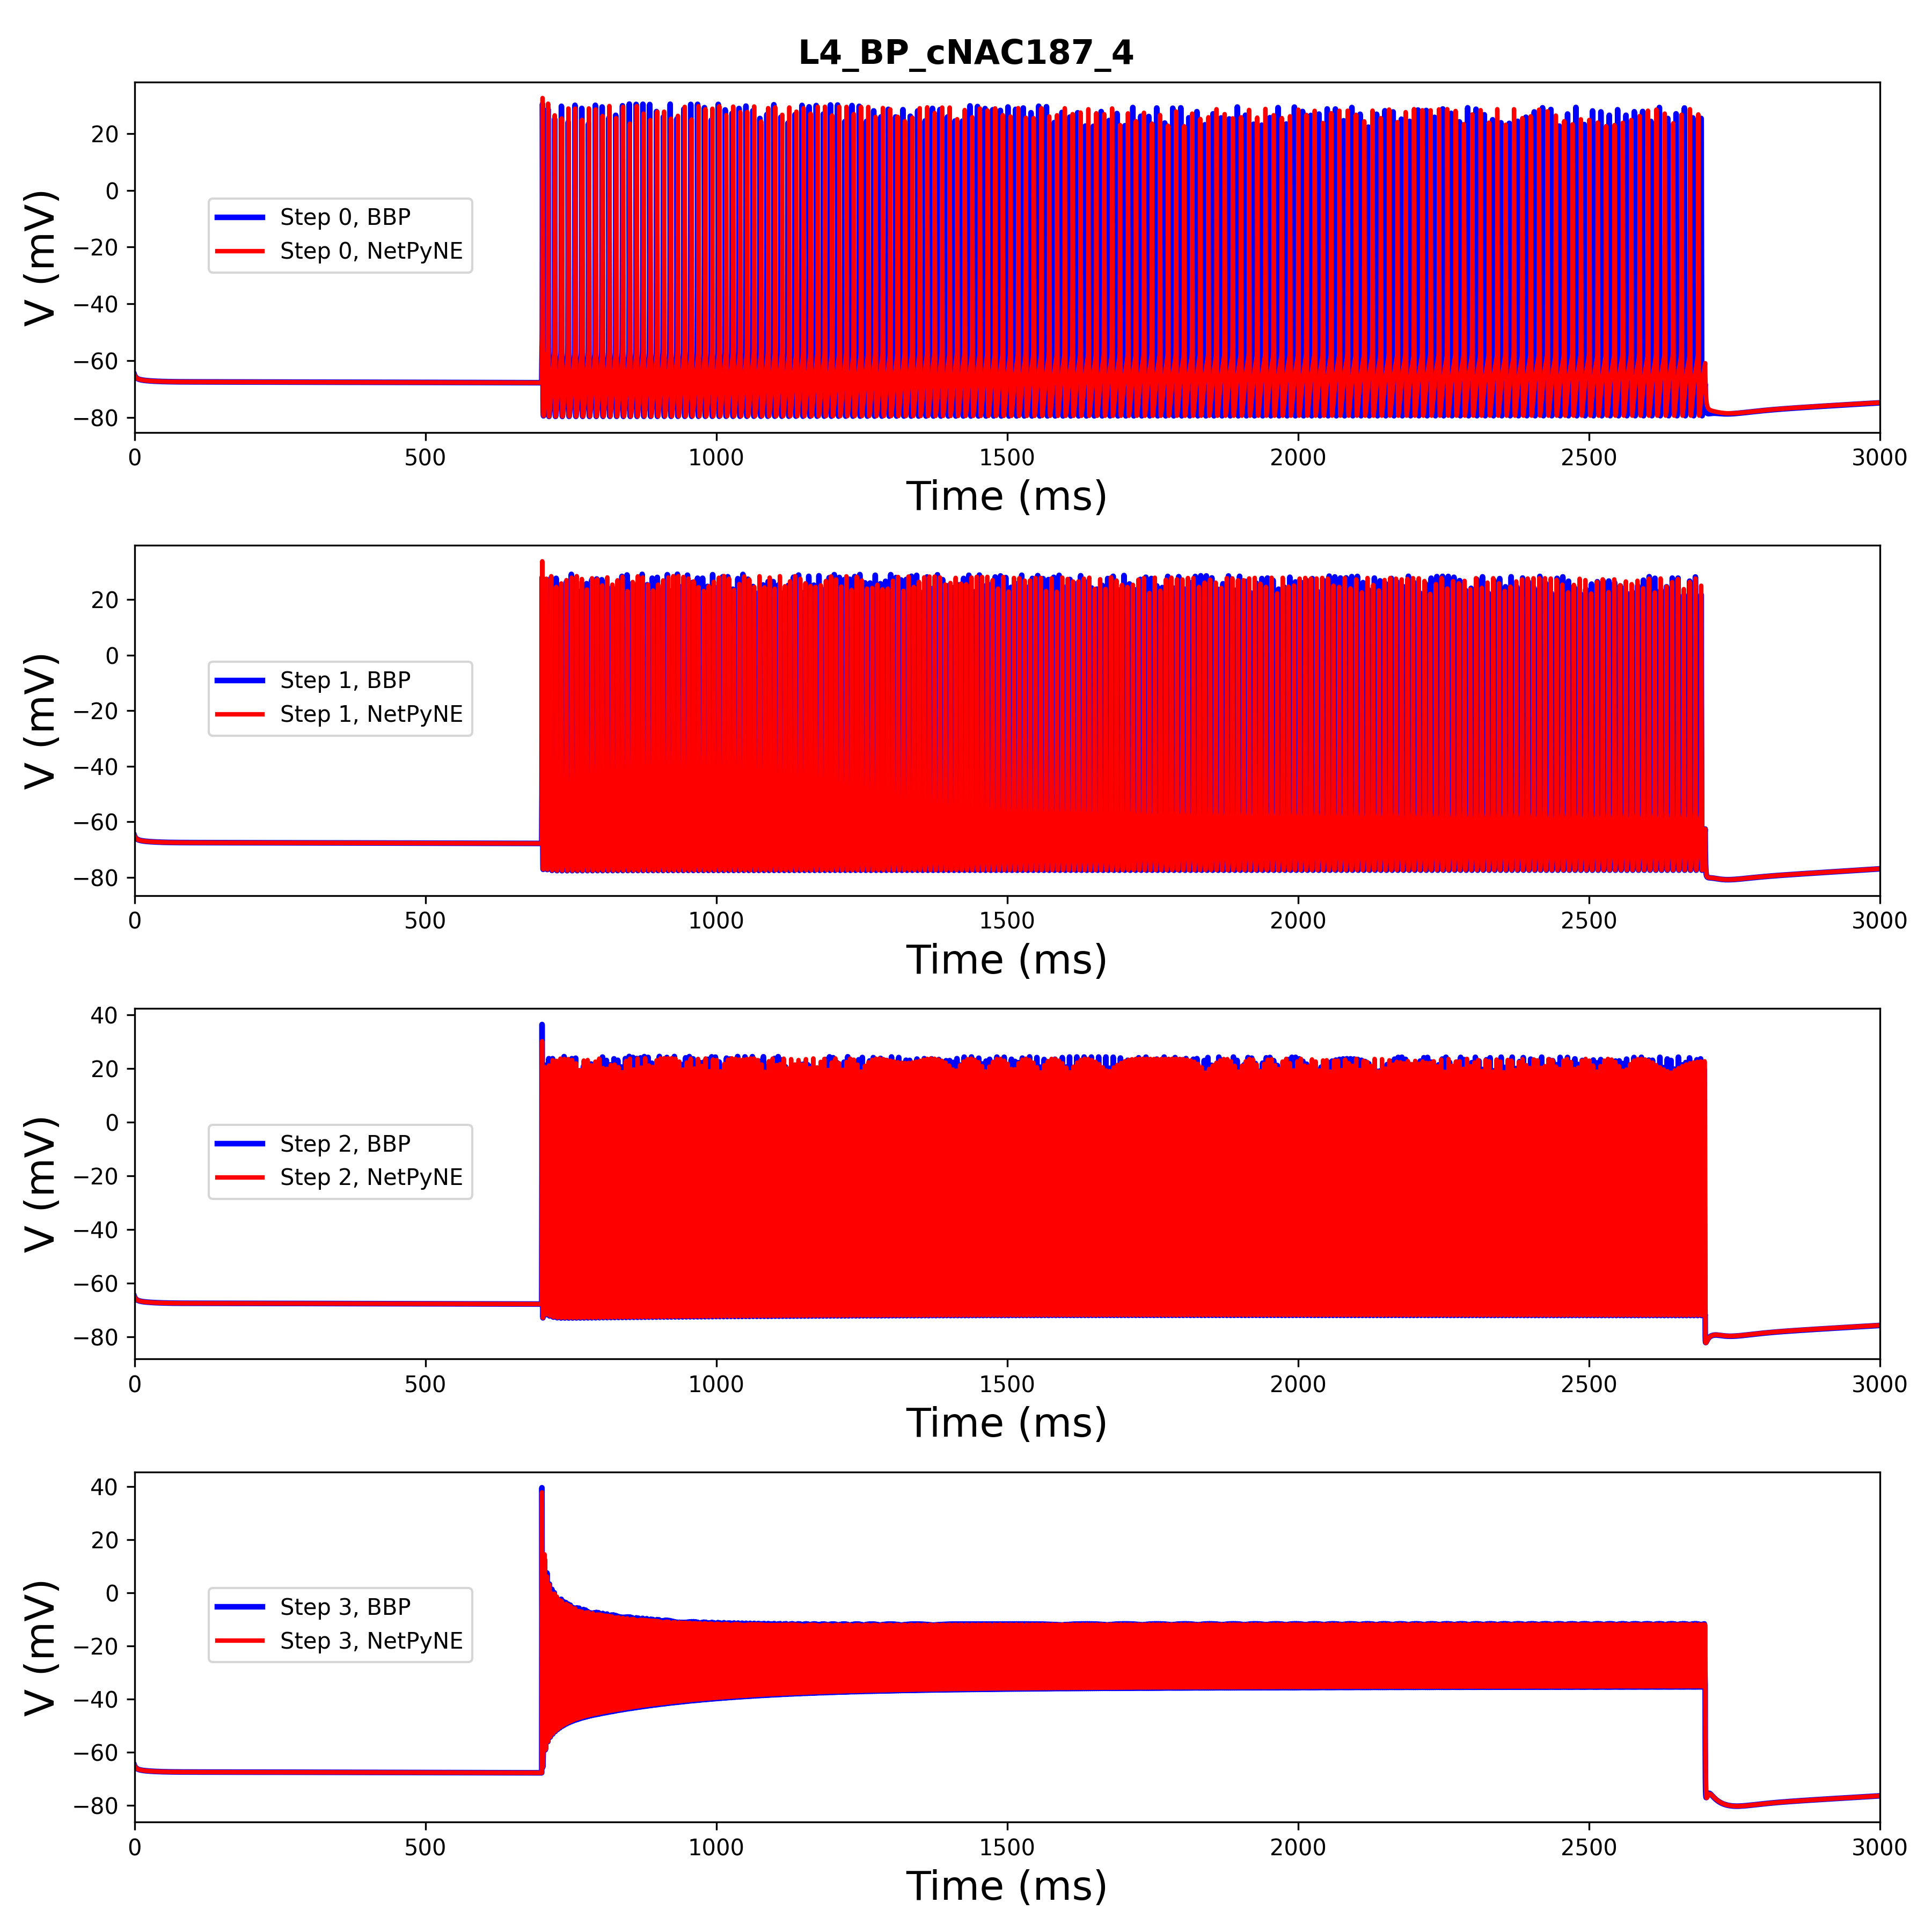 L4_BP_cNAC187_4
20
0
−20
−40
−60
−80
V (mV)
Step 0, BBP
Step 0, NetPyNE
0 500 1000 1500 2000 2500 3000
Time (ms)
20
0
−20
−40
−60
−80
V (mV)
Step 1, BBP
Step 1, NetPyNE
0 500 1000 1500 2000 2500 3000
Time (ms)
40
20
0
−20
−40
−60
−80
V (mV)
Step 2, BBP
Step 2, NetPyNE
0 500 1000 1500 2000 2500 3000
Time (ms)
40
20
0
−20
−40
−60
−80
V (mV)
Step 3, BBP
Step 3, NetPyNE
0 500 1000 1500 2000 2500 3000
Time (ms)